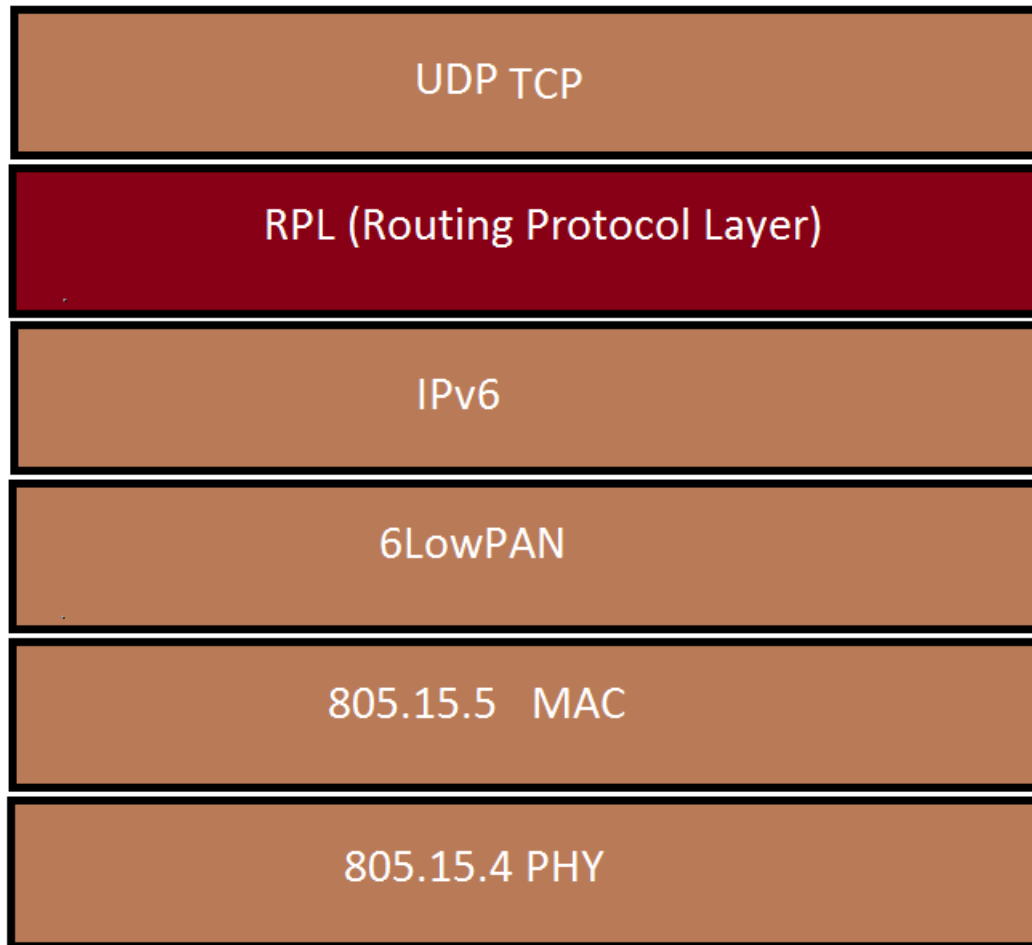 UDP TCP
RPL (Routing Protocol Layer)
IPv6
6LowPAN
805.15.5 MAC
805.15.4 PHY